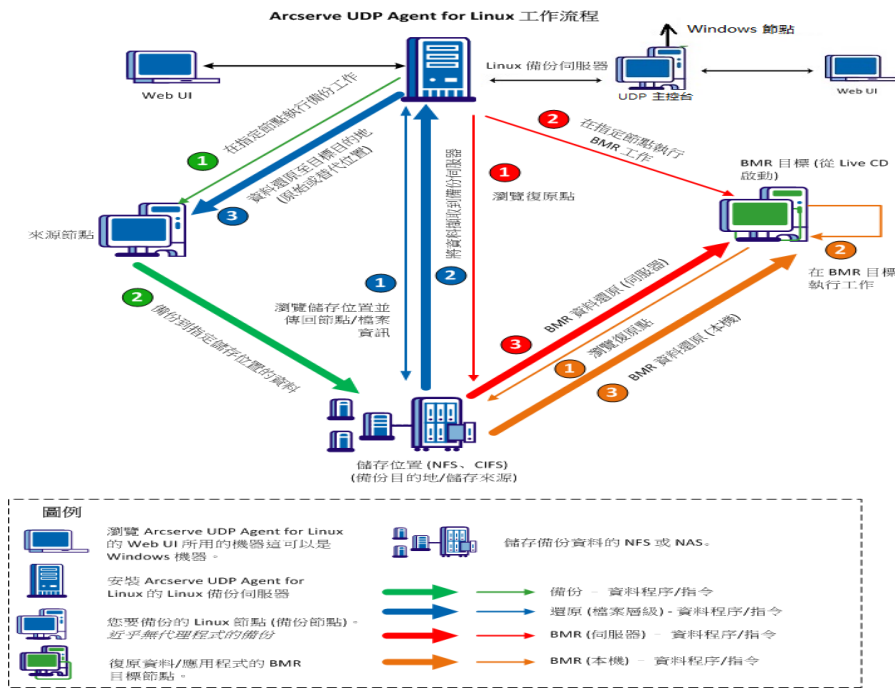 Arcserve UDP Agent for Linux 工作流程
Windows 節點
Linux 備份伺服器
Web UI
UDP 主控台
Web UI
1
在指定節點執行備份工作
2
在指定節點執行
BMR 工作
BMR 目標 (從 Live CD
啟動)
資料還原至目標目的地
(原始或替代位置)
3
1
瀏覽復原點
將資料擷取到備份伺服器
來源節點
2
2
在 BMR 目標
執行工作
1
瀏覽儲存位置並
傳回節點/檔案
資訊
2
備份到指定儲存位置的資料
3
BMR 資料還原 (伺服器)
瀏覽復原點
1
BMR 資料還原 (本機)
3
儲存位置 (NFS、CIFS)
(備份目的地/儲存來源)
圖例
瀏覽 Arcserve UDP Agent for Linux
的 Web UI 所用的機器這可以是
Windows 機器。
儲存備份資料的 NFS 或 NAS。
安裝 Arcserve UDP Agent for
Linux 的 Linux 備份伺服器
備份 – 資料程序/指令
還原 (檔案層級) - 資料程序/指令
您要備份的 Linux 節點 (備份節點) -
近乎無代理程式的備份
BMR (伺服器) – 資料程序/指令
復原資料/應用程式的 BMR
目標節點。
BMR (本機) – 資料程序/指令